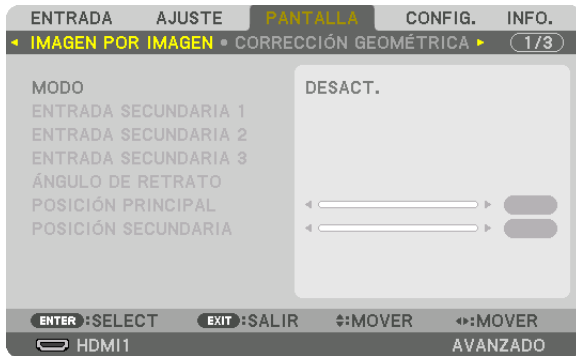 ENTRADA AJUSTE PANTALLA CONFIG. INFO.
IMAGEN POR IMAGEN • CORRECCIÓN GEOMÉTRICA 1/3
MODO DESACT.
ENTRADA SECUNDARIA 1
ENTRADA SECUNDARIA 2
ENTRADA SECUNDARIA 3
ÁNGULO DE RETRATO
POSICIÓN PRINCIPAL
POSICIÓN SECUNDARIA
ENTER :SELECT EXIT :SALIR :MOVER :MOVER
HDMI1 AVANZADO